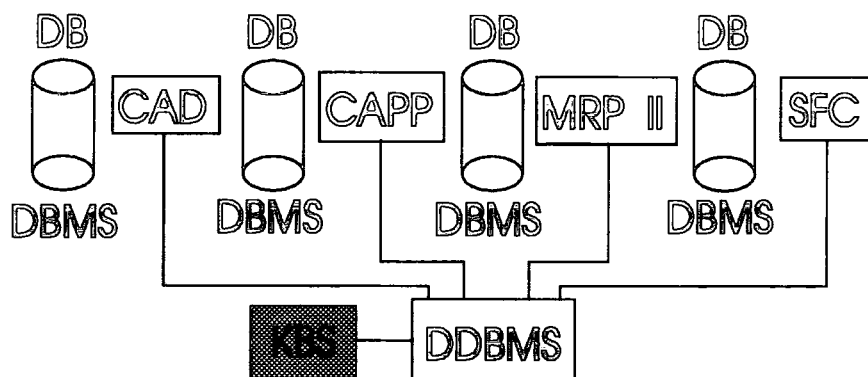 DB DB DB DB
CAD CAPP MRP II SFC
DBMS DBMS DBMS DBMS
KBS DDBMS